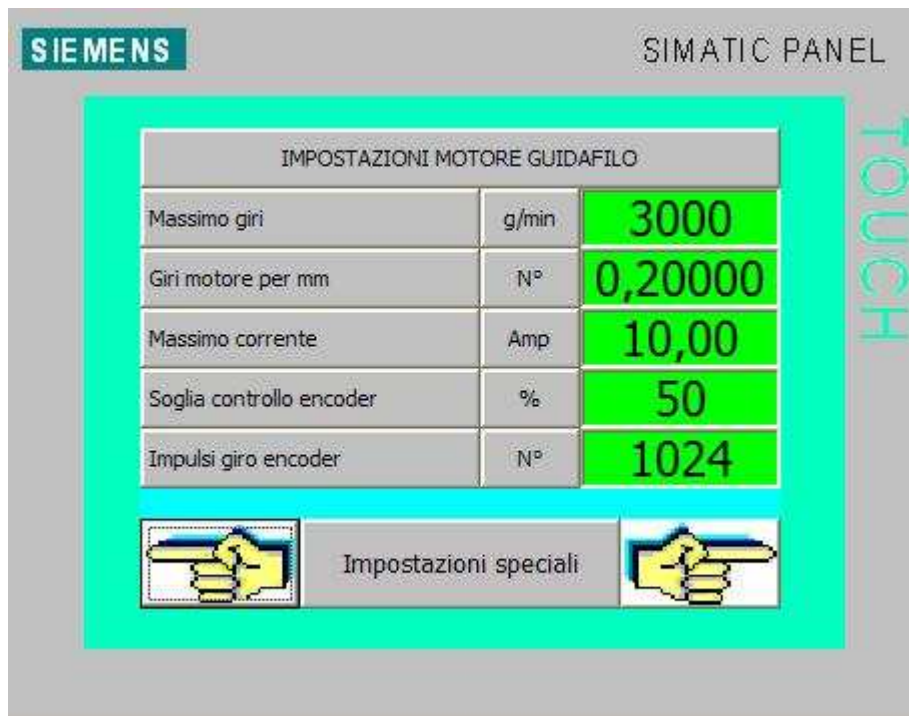 SIEMENS
SIMATIC PANEL
TOUCH
IMPOSTAZIONI MOTORE GUIDAFILO
Massimo giri g/min 3000
Giri motore per mm N° 0,20000
Massimo corrente Amp 10,00
Soglia controllo encoder % 50
Impulsi giro encoder N° 1024
Impostazioni speciali